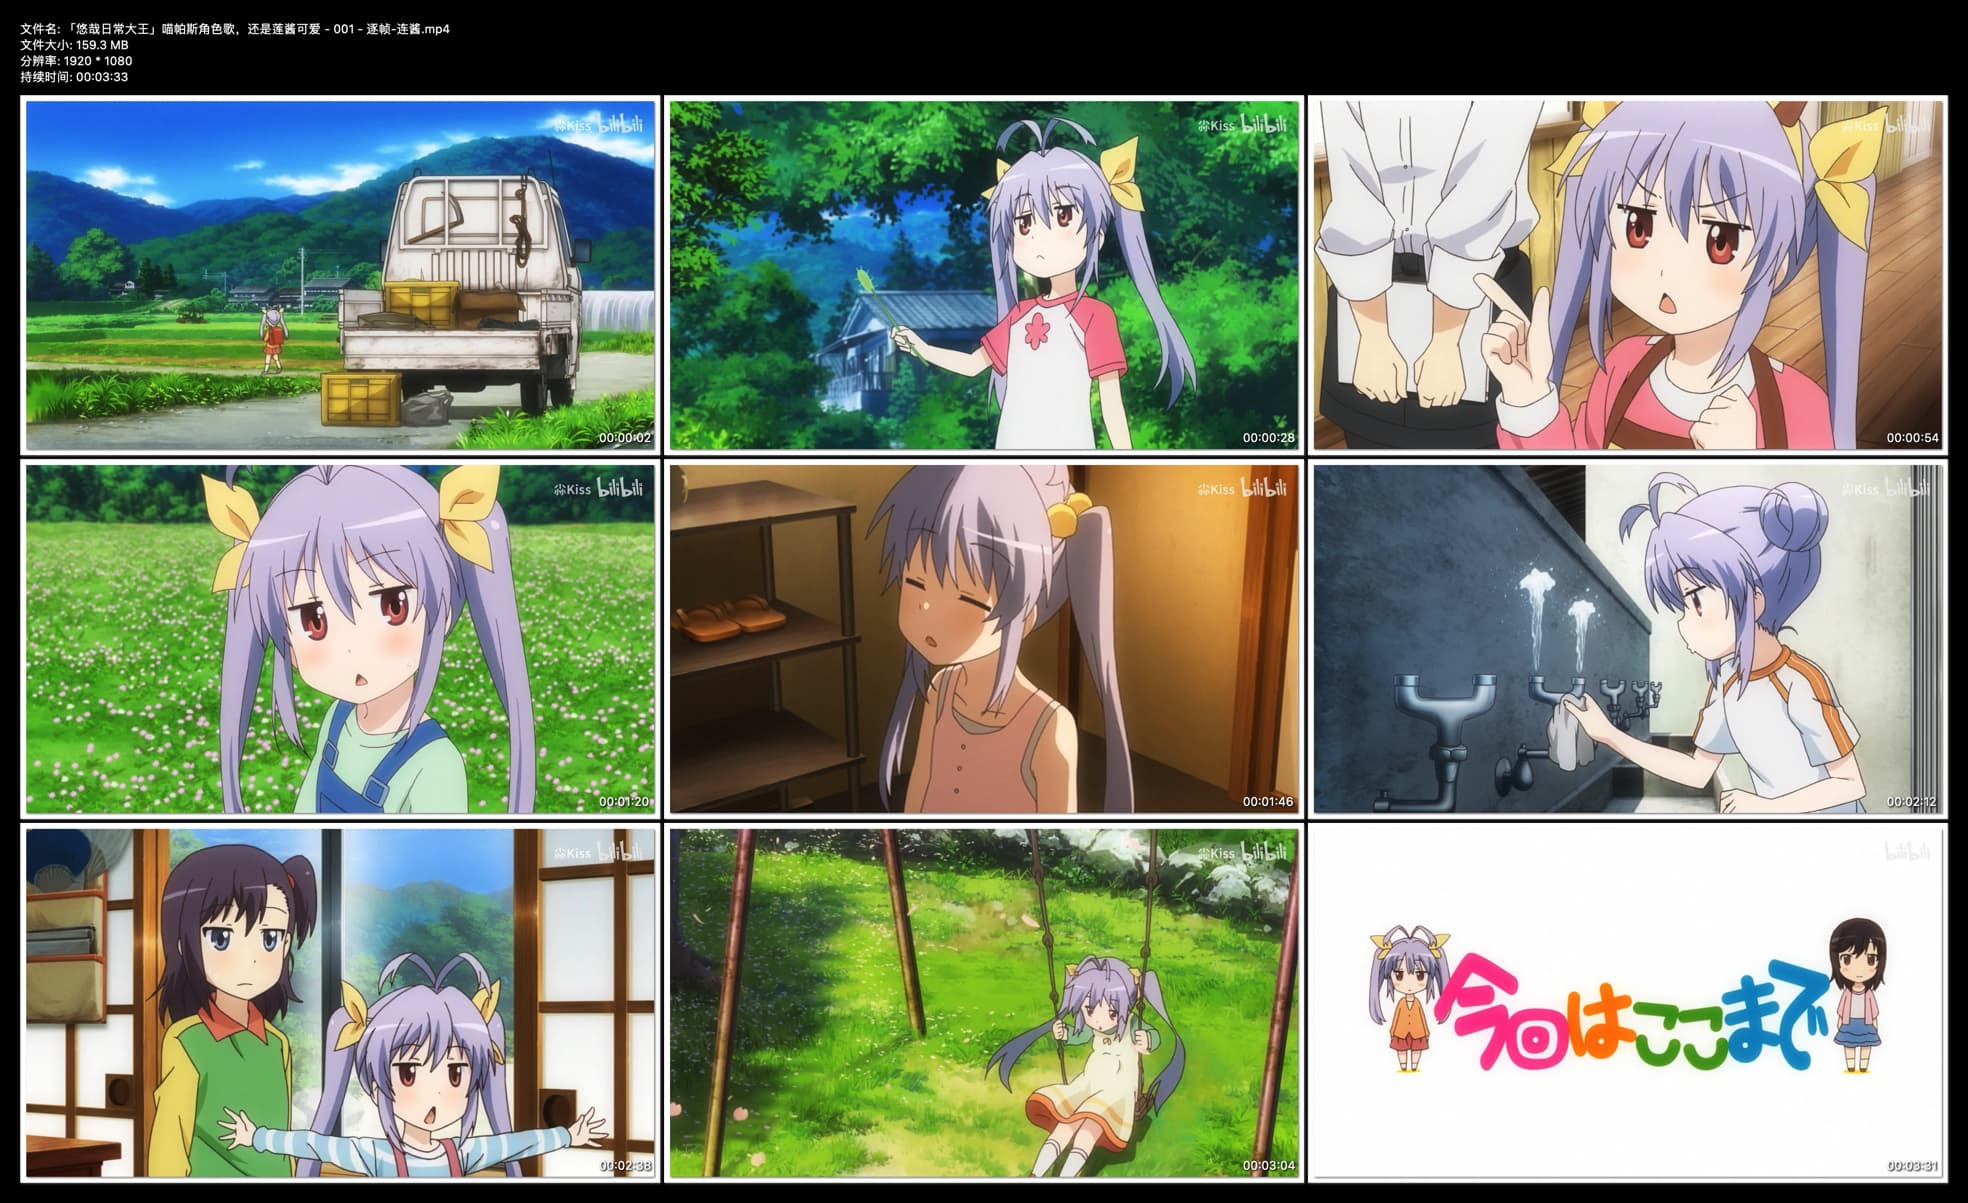 文件名: 「悠哉日常大王」喵帕斯角色歌，还是莲酱可爱 - 001 - 逐帧-连酱.mp4
文件大小: 159.3 MB
分辨率: 1920 * 1080
持续时间: 00:03:33
Kiss bilibili
00:00:02
Kiss bilibili
00:00:28
Kiss bilibili
00:00:54
Kiss bilibili
00:01:20
Kiss bilibili
00:01:46
Kiss bilibili
00:02:12
Kiss bilibili
00:02:38
Kiss bilibili
00:03:04
bilibili
今回はここまで
00:03:31